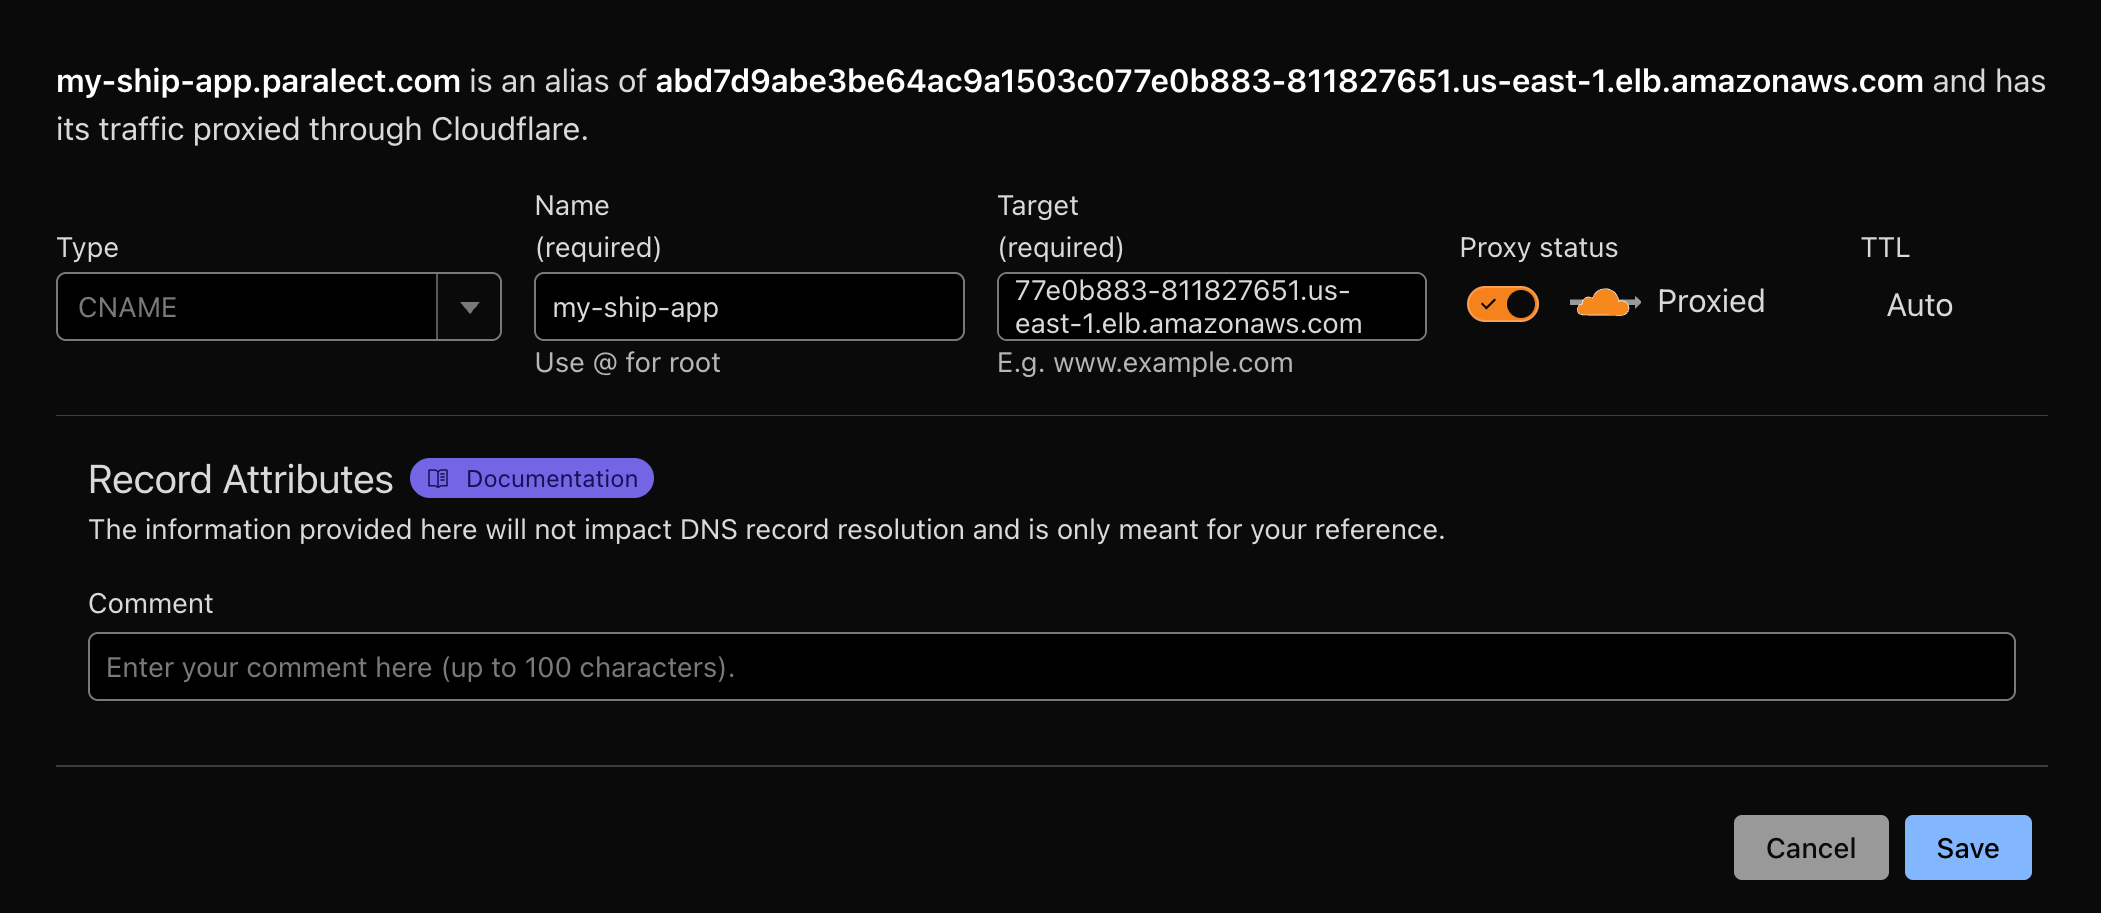 my-ship-app.paralect.com is an alias of abd7d9abe3be64ac9a1503c077e0b883-811827651.us-east-1.elb.amazonaws.com and has
its traffic proxied through Cloudflare.
Type
CNAME
Name
(required)
my-ship-app
Use @ for root
Target
(required)
77e0b883-811827651.us-
east-1.elb.amazonaws.com
E.g. www.example.com
Proxy status
Proxied
TTL
Auto
Record Attributes
Documentation
The information provided here will not impact DNS record resolution and is only meant for your reference.
Comment
Enter your comment here (up to 100 characters).
Cancel
Save